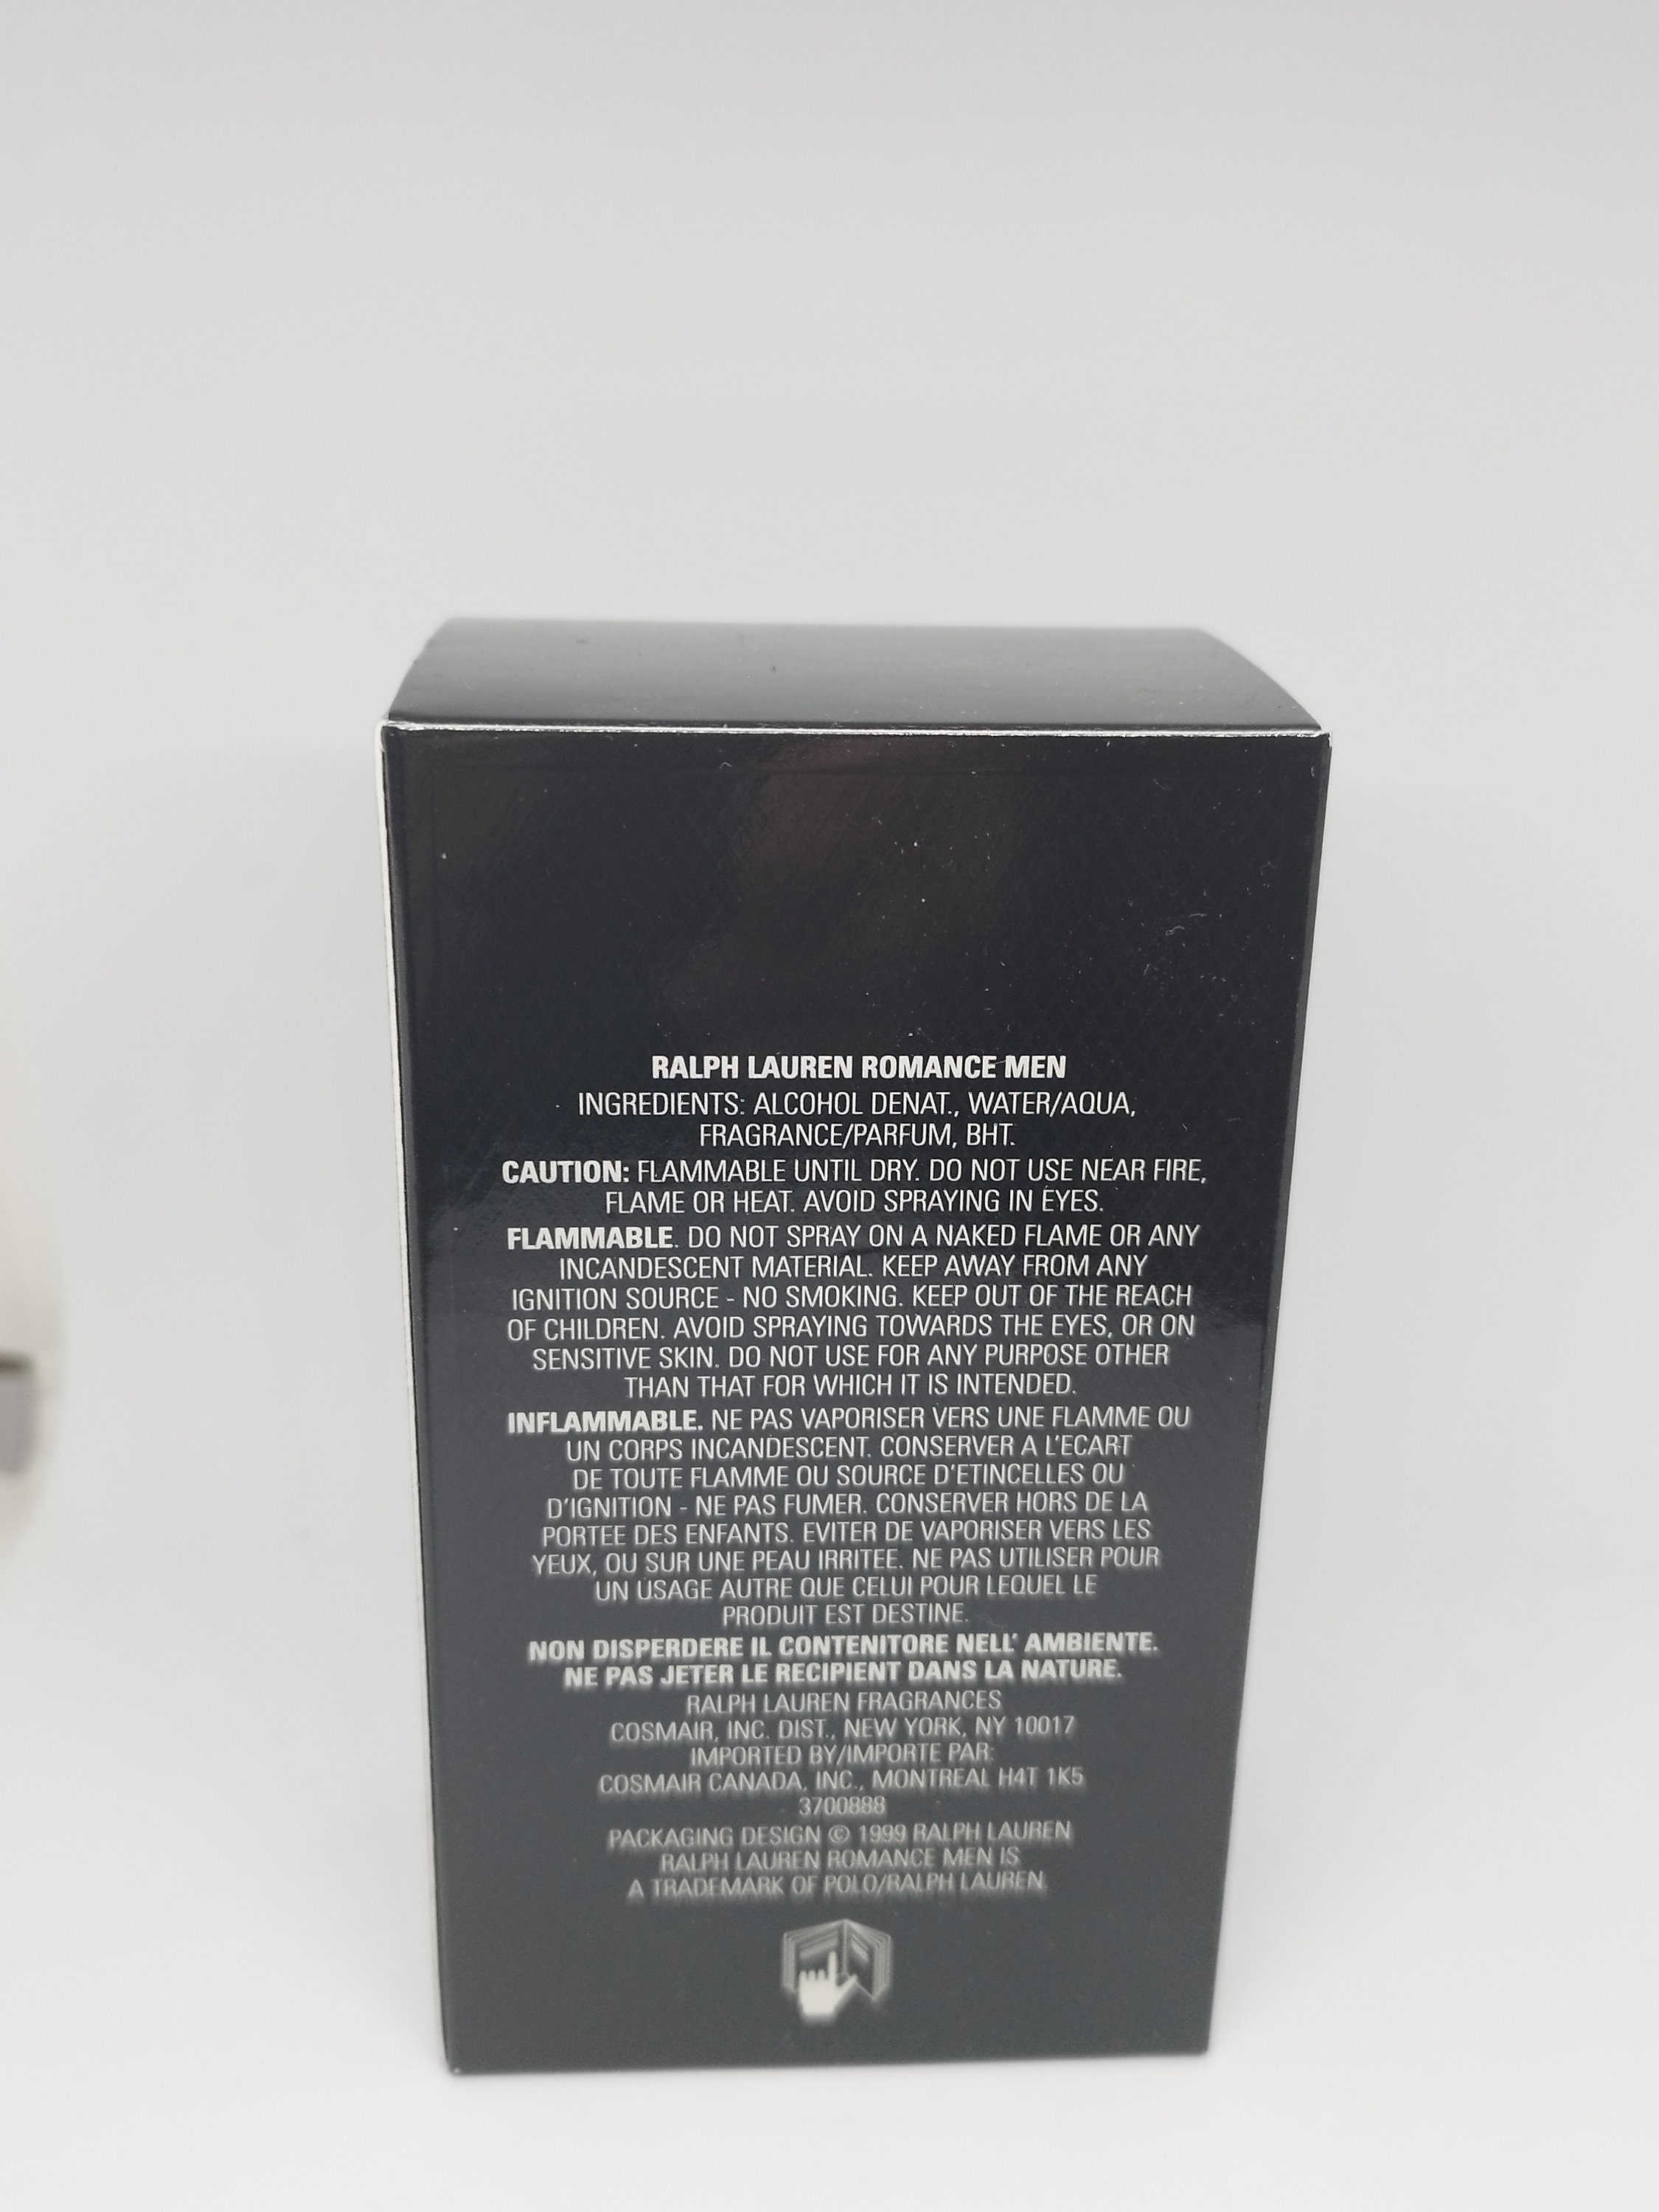 RALPH LAUREN ROMANCE MEN
INGREDIENTS: ALCOHOL DENAT., WATER/AQUA,
FRAGRANCE/PARFUM, BHT.
CAUTION: FLAMMABLE UNTIL DRY. DO NOT USE NEAR FIRE,
FLAME OR HEAT. AVOID SPRAYING IN EYES.
FLAMMABLE. DO NOT SPRAY ON A NAKED FLAME OR ANY
INCANDESCENT MATERIAL. KEEP AWAY FROM ANY
IGNITION SOURCE - NO SMOKING. KEEP OUT OF THE REACH
OF CHILDREN. AVOID SPRAYING TOWARDS THE EYES, OR ON
SENSITIVE SKIN. DO NOT USE FOR ANY PURPOSE OTHER
THAN THAT FOR WHICH IT IS INTENDED.
INFLAMMABLE. NE PAS VAPORISER VERS UNE FLAMME OU
UN CORPS INCANDESCENT. CONSERVER A L'ECART
DE TOUTE FLAMME OU SOURCE D'ETINCELLES OU
D'IGNITION - NE PAS FUMER. CONSERVER HORS DE LA
PORTEE DES ENFANTS. EVITER DE VAPORISER VERS LES
YEUX, OU SUR UNE PEAU IRRITEE. NE PAS UTILISER POUR
UN USAGE AUTRE QUE CELUI POUR LEQUEL LE
PRODUIT EST DESTINE.
NON DISPERDERE IL CONTENITORE NELL' AMBIENTE.
NE PAS JETER LE RECIPIENT DANS LA NATURE.
RALPH LAUREN FRAGRANCES
COSMAIR, INC. DIST., NEW YORK, NY 10017
IMPORTED BY/IMPORTE PAR:
COSMAIR CANADA, INC., MONTREAL H4T 1K5
3700888
PACKAGING DESIGN © 1999 RALPH LAUREN
RALPH LAUREN ROMANCE MEN IS
A TRADEMARK OF POLO/RALPH LAUREN.